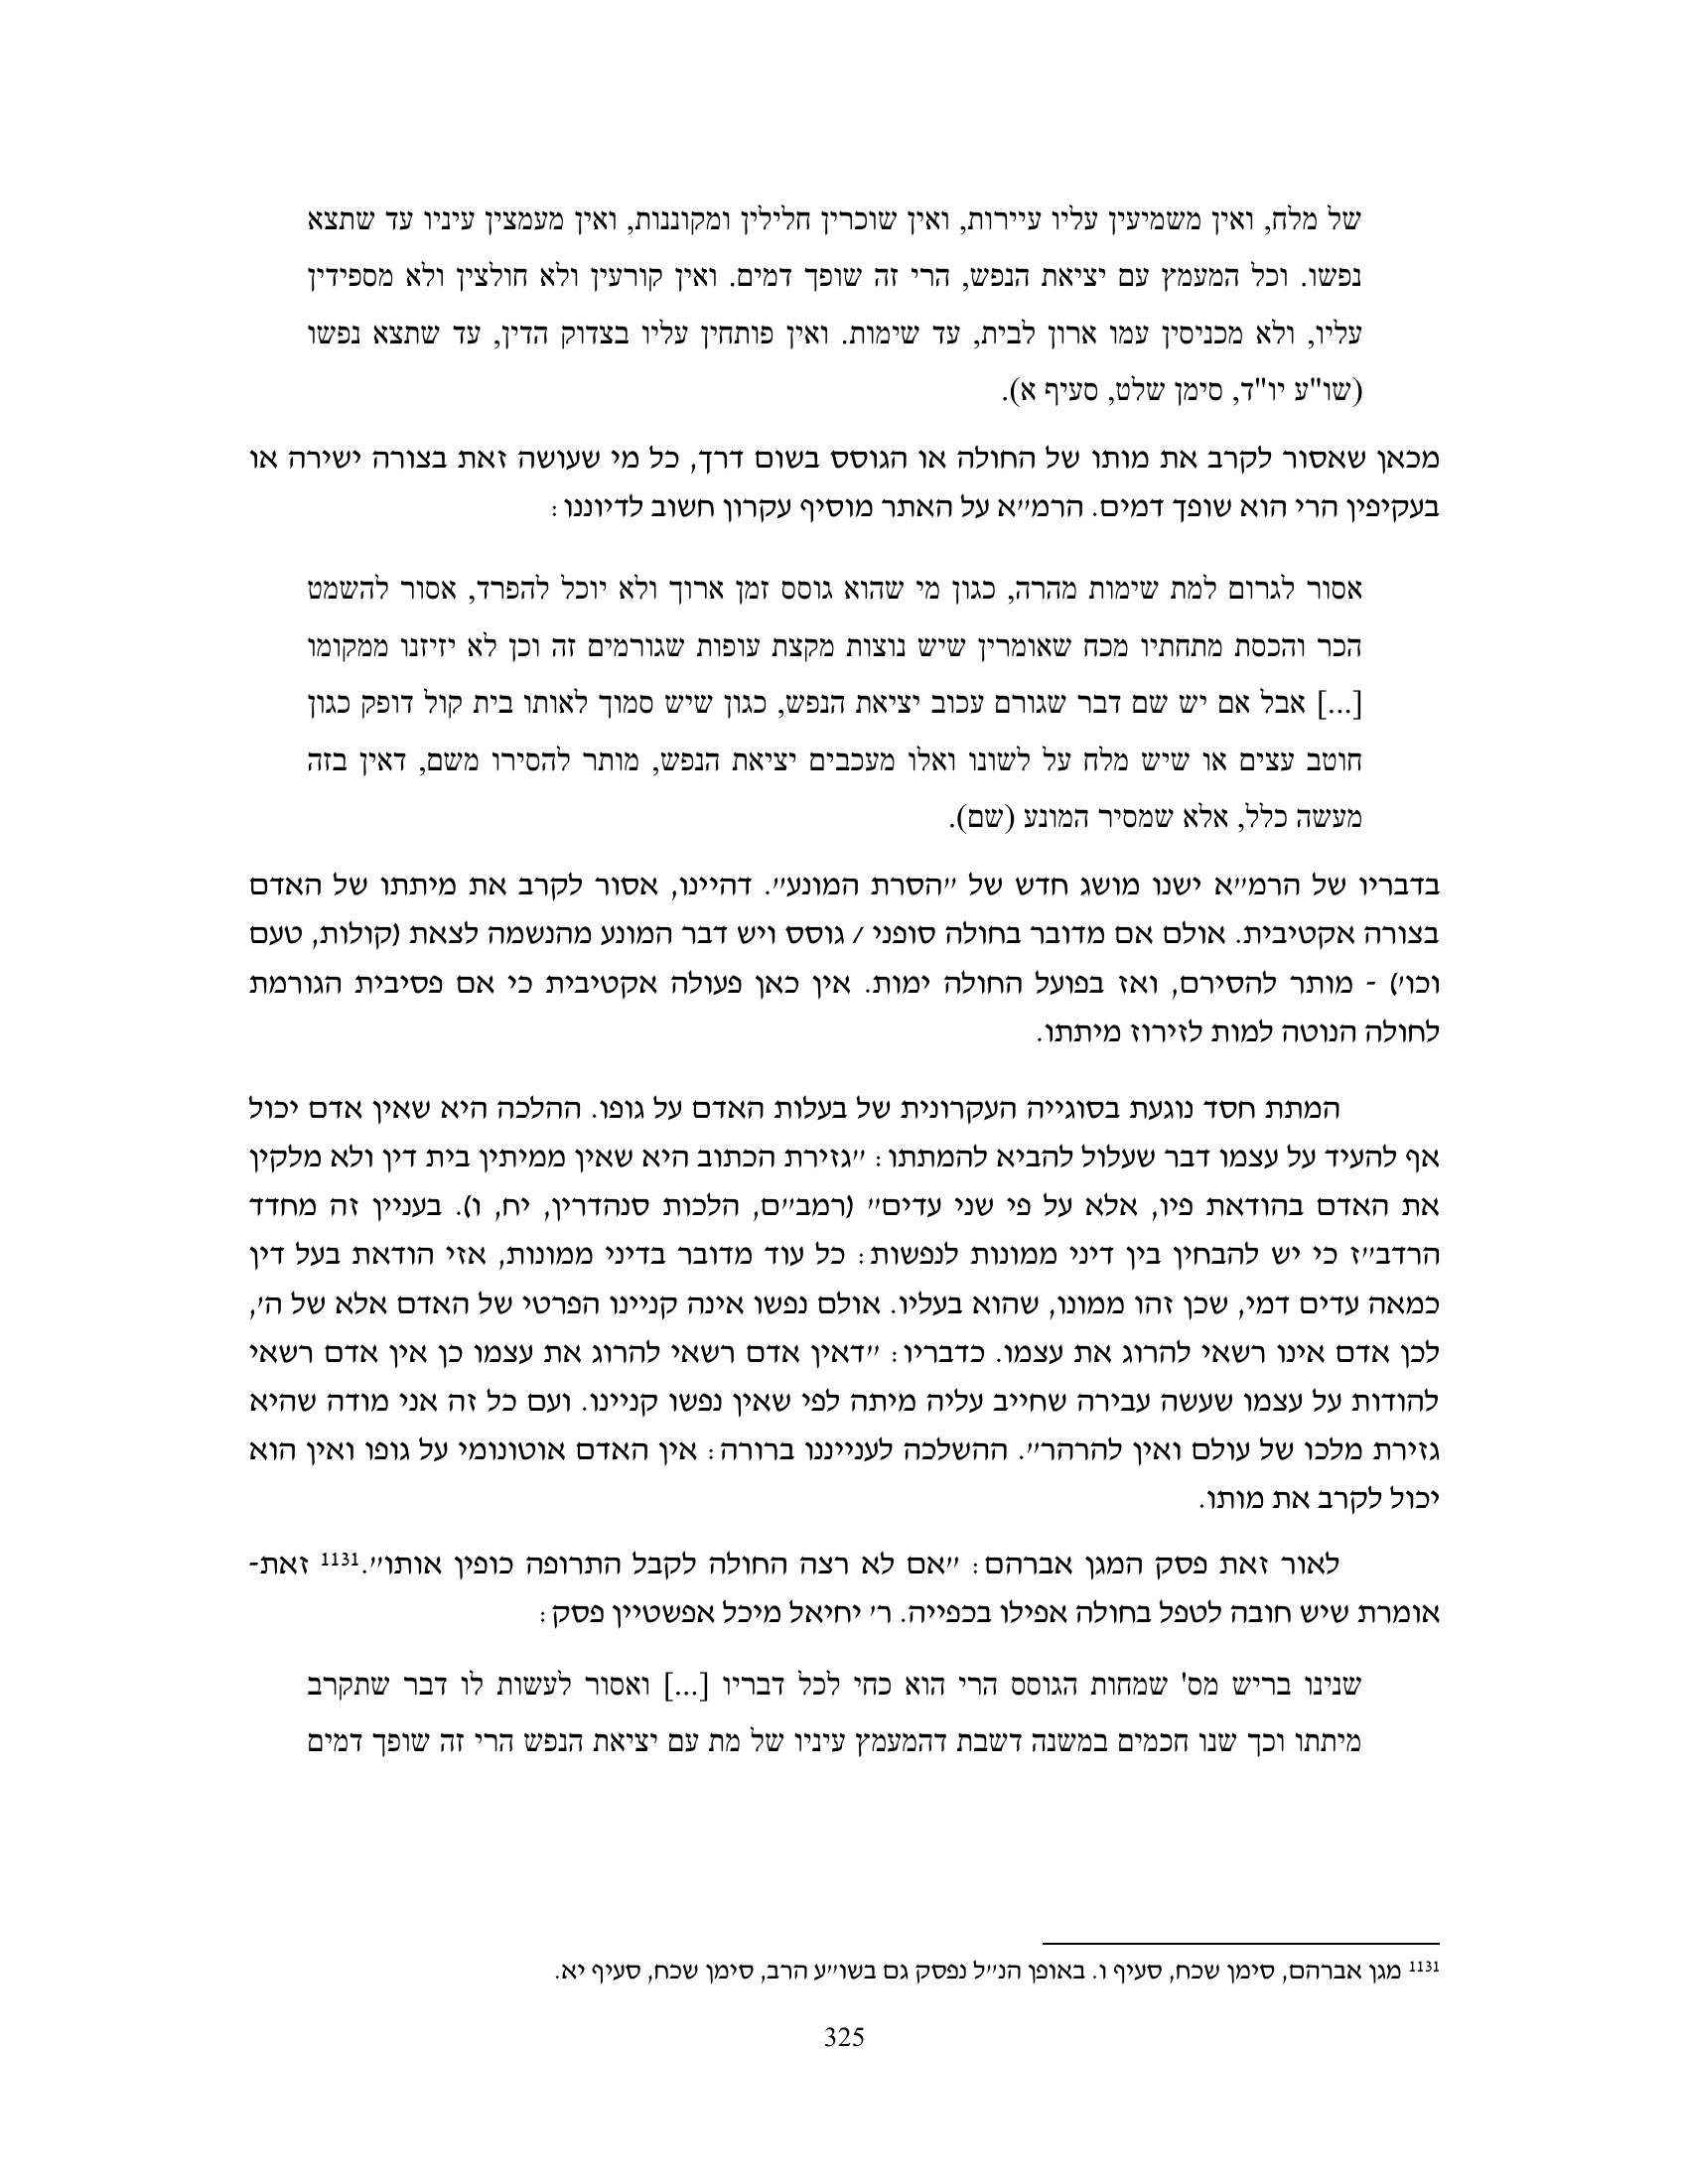 של מלח, ואין משמיעין עליו עיירות, ואין שוכרין חלילין ומקוננות, ואין מעמצין עיניו עד שתצא
נפשו. וכל המעמץ עם יציאת הנפש, הרי זה שופך דמים. ואין קורעין ולא חולצין ולא מספידין
עליו, ולא מכניסין עמו ארון לבית, עד שימות. ואין פותחין עליו בצדוק הדין, עד שתצא נפשו
(שו"ע יו"ד, סימן שלט, סעיף א).
מכאן שאסור לקרב את מותו של החולה או הגוסס בשום דרך, כל מי שעושה זאת בצורה ישירה או
בעקיפין הרי הוא שופך דמים. הרמ״א על האתר מוסיף עקרון חשוב לדיוננו:
אסור לגרום למת שימות מהרה, כגון מי שהוא גוסס זמן ארוך ולא יוכל להפרד, אסור להשמט
הכר והכסת מתחתיו מכח שאומרין שיש נוצות מקצת עופות שגורמים זה וכן לא יזיזנו ממקומו
[...] אבל אם יש שם דבר שגורם עכוב יציאת הנפש, כגון שיש סמוך לאותו בית קול דופק כגון
חוטב עצים או שיש מלח על לשונו ואלו מעכבים יציאת הנפש, מותר להסירו משם, דאין בזה
מעשה כלל, אלא שמסיר המונע (שם).
בדבריו של הרמ״א ישנו מושג חדש של ״הסרת המונע״. דהיינו, אסור לקרב את מיתתו של האדם
בצורה אקטיבית. אולם אם מדובר בחולה סופני / גוסס ויש דבר המונע מהנשמה לצאת (קולות, טעם
וכו׳) - מותר להסירם, ואז בפועל החולה ימות. אין כאן פעולה אקטיבית כי אם פסיבית הגורמת
לחולה הנוטה למות לזירוז מיתתו.
המתת חסד נוגעת בסוגייה העקרונית של בעלות האדם על גופו. ההלכה היא שאין אדם יכול
אף להעיד על עצמו דבר שעלול להביא להמתתו: ״גזירת הכתוב היא שאין ממיתין בית דין ולא מלקין
את האדם בהודאת פיו, אלא על פי שני עדים״ (רמב״ם, הלכות סנהדרין, יח, ו). בעניין זה מחדד
הרדב״ז כי יש להבחין בין דיני ממונות לנפשות: כל עוד מדובר בדיני ממונות, אזי הודאת בעל דין
כמאה עדים דמי, שכן זהו ממונו, שהוא בעליו. אולם נפשו אינה קניינו הפרטי של האדם אלא של ה׳,
לכן אדם אינו רשאי להרוג את עצמו. כדבריו: ״דאין אדם רשאי להרוג את עצמו כן אין אדם רשאי
להודות על עצמו שעשה עבירה שחייב עליה מיתה לפי שאין נפשו קניינו. ועם כל זה אני מודה שהיא
גזירת מלכו של עולם ואין להרהר״. ההשלכה לענייננו ברורה: אין האדם אוטונומי על גופו ואין הוא
יכול לקרב את מותו.
לאור זאת פסק המגן אברהם: ״אם לא רצה החולה לקבל התרופה כופין אותו״.1131 זאת-
אומרת שיש חובה לטפל בחולה אפילו בכפייה. ר׳ יחיאל מיכל אפשטיין פסק:
שנינו בריש מס' שמחות הגוסס הרי הוא כחי לכל דבריו [...] ואסור לעשות לו דבר שתקרב
מיתתו וכך שנו חכמים במשנה דשבת דהמעמץ עיניו של מת עם יציאת הנפש הרי זה שופך דמים
1131 מגן אברהם, סימן שכח, סעיף ו. באופן הנ״ל נפסק גם בשו״ע הרב, סימן שכח, סעיף יא.
325